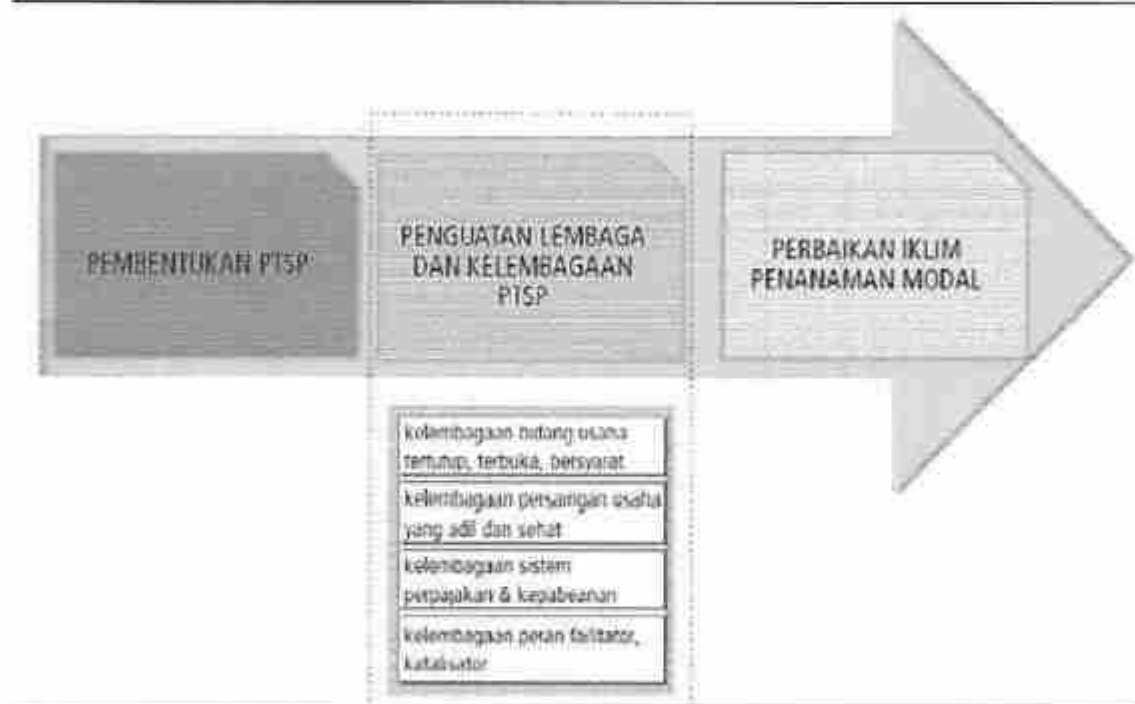 PEMBENTUKAN PTSP
PENGUATAN LEMBAGA
DAN KELEMBAGAAN
PTSP
PERBAIKAN IKLIM
PENANAMAN MODAL
kelembagaan bidang usaha
tertutup, terbuka, bersyarat
kelembagaan persaingan usaha
yang adil dan sehat
kelembagaan sistem
perpajakan & kepabeanan
kelembagaan peran fasilitator,
katalisator